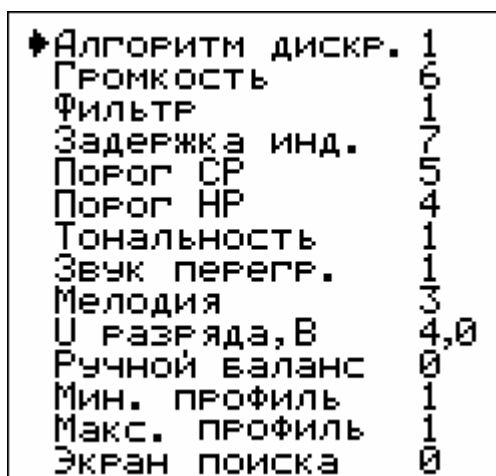 Алгоритм дискр. 1
Громкость 6
Фильтр 1
Задержка инд. 7
Порог СР 5
Порог НР 4
Тональность 1
Звук перегр. 1
Мелодия 3
U разряда,В 4,0
Ручной баланс 0
Мин. профиль 1
Макс. профиль 1
Экран поиска 0